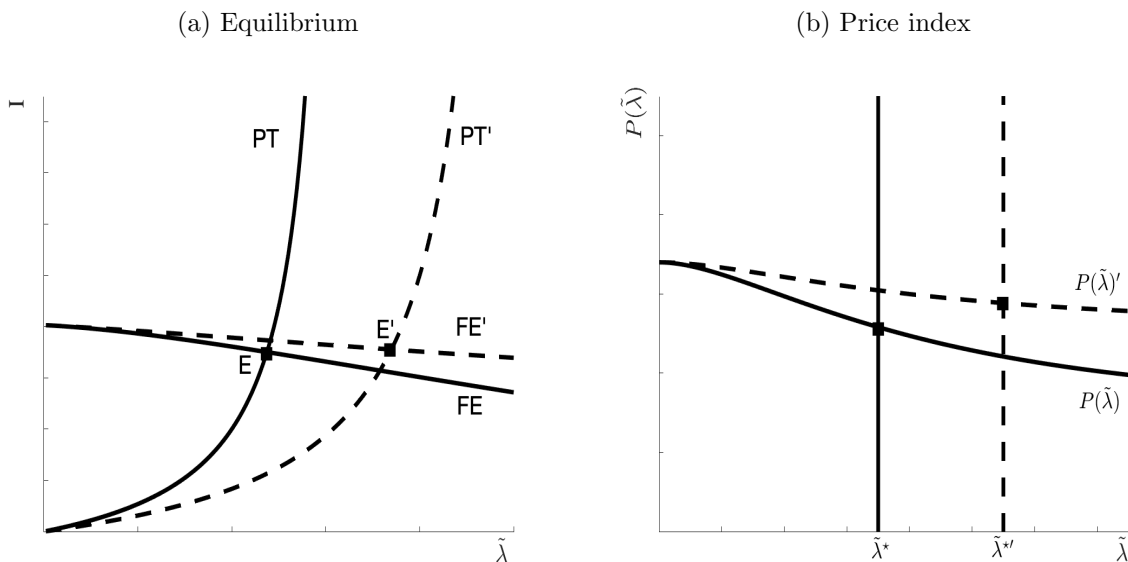 (a) Equilibrium
I
PT
PT'
E
E'
FE'
FE
λ̃
(b) Price index
P(λ̃)
P(λ̃)′
P(λ̃)
λ̃⋆
λ̃⋆′
λ̃